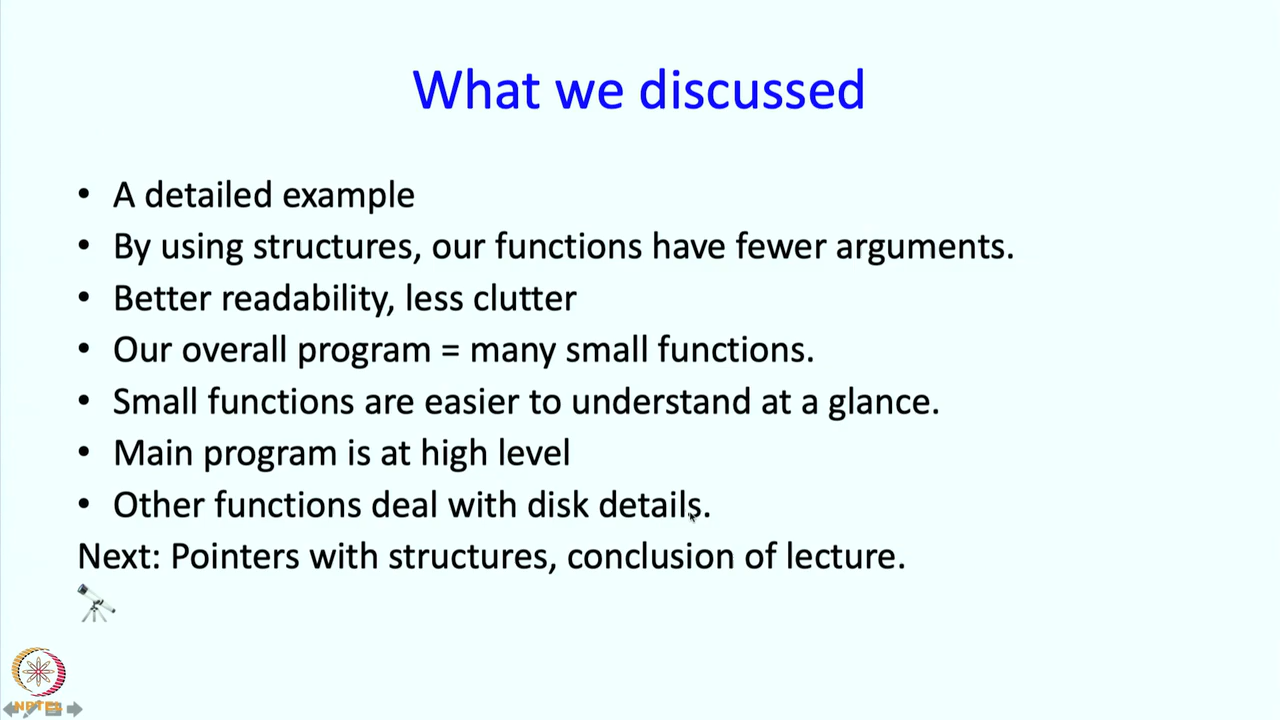 What we discussed
• A detailed example
• By using structures, our functions have fewer arguments.
• Better readability, less clutter
• Our overall program = many small functions.
• Small functions are easier to understand at a glance.
• Main program is at high level
• Other functions deal with disk details.
Next: Pointers with structures, conclusion of lecture.
NPTEL